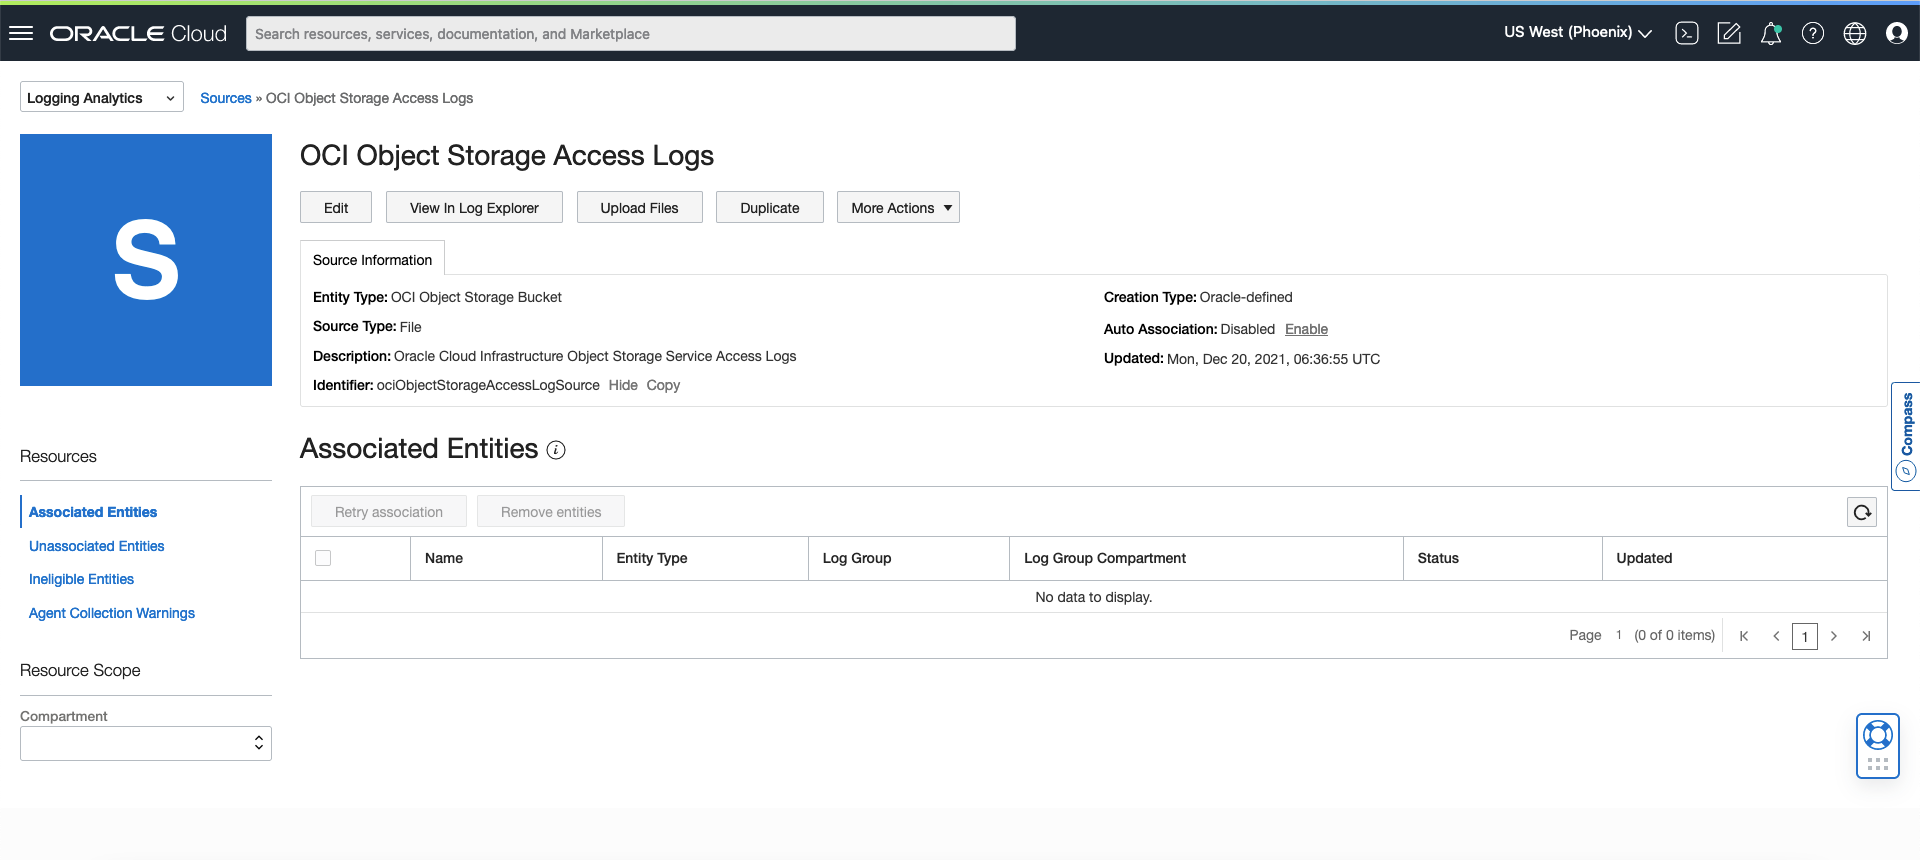 ORACLE Cloud
Search resources, services, documentation, and Marketplace
US West (Phoenix)
Logging Analytics
Sources » OCI Object Storage Access Logs
S
OCI Object Storage Access Logs
Edit
View In Log Explorer
Upload Files
Duplicate
More Actions
Source Information
Entity Type: OCI Object Storage Bucket
Source Type: File
Description: Oracle Cloud Infrastructure Object Storage Service Access Logs
Identifier: ociObjectStorageAccessLogSource Hide Copy
Creation Type: Oracle-defined
Auto Association: Disabled Enable
Updated: Mon, Dec 20, 2021, 06:36:55 UTC
Compass
Resources
Associated Entities
Unassociated Entities
Ineligible Entities
Agent Collection Warnings
Resource Scope
Compartment
Associated Entities
Retry association
Remove entities
Name Entity Type Log Group Log Group Compartment Status Updated
No data to display.
Page 1 (0 of 0 items) 1